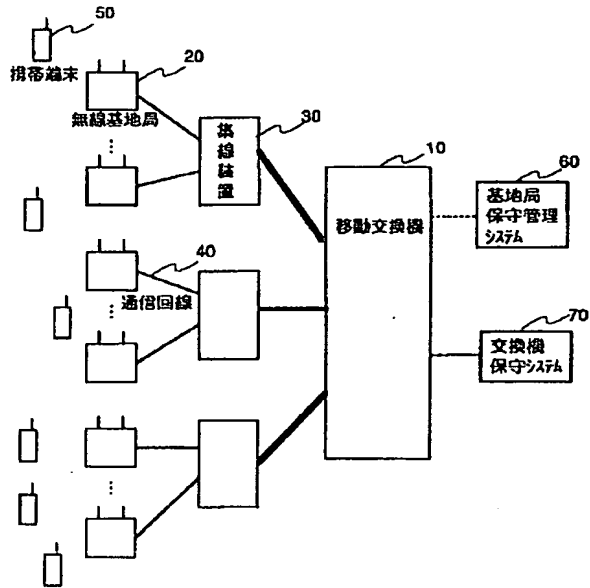 50
携帯端末
20
無線基地局
30
集線装置
10
移動交換機
60
基地局
保守管理
システム
40
通信回線
70
交換機
保守システム